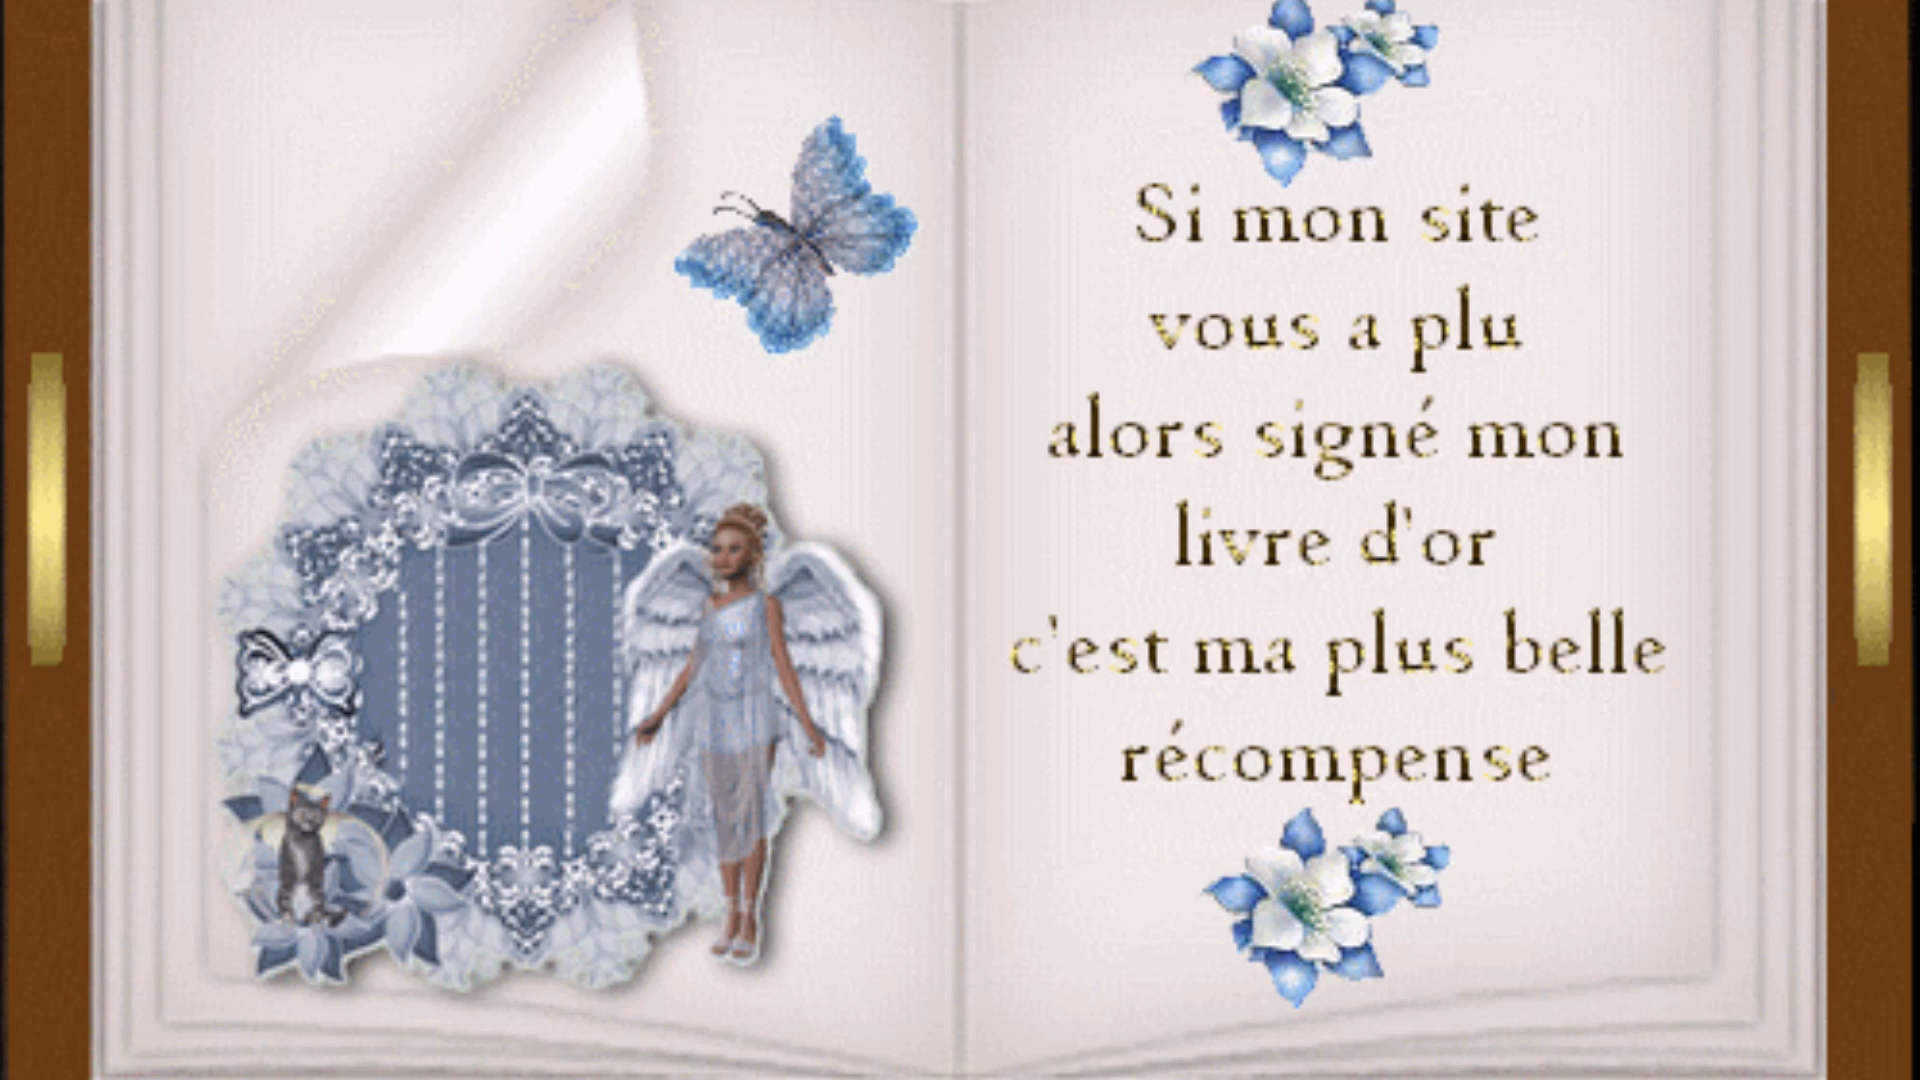 Si mon site
vous a plu
alors signé mon
livre d'or
c'est ma plus belle
récompense